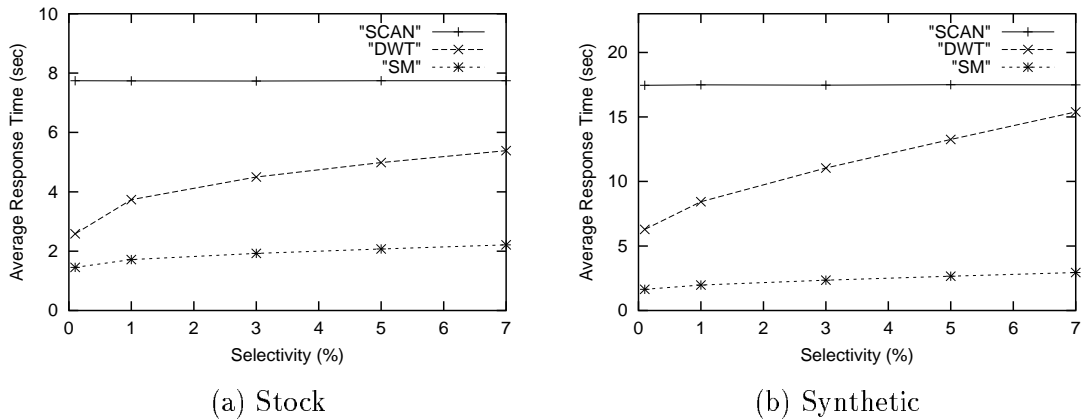 10
8
6
4
2
0
Average Response Time (sec)
"SCAN"
"DWT"
"SM"
0 1 2 3 4 5 6 7
Selectivity (%)
(a) Stock
20
15
10
5
0
Average Response Time (sec)
"SCAN"
"DWT"
"SM"
0 1 2 3 4 5 6 7
Selectivity (%)
(b) Synthetic